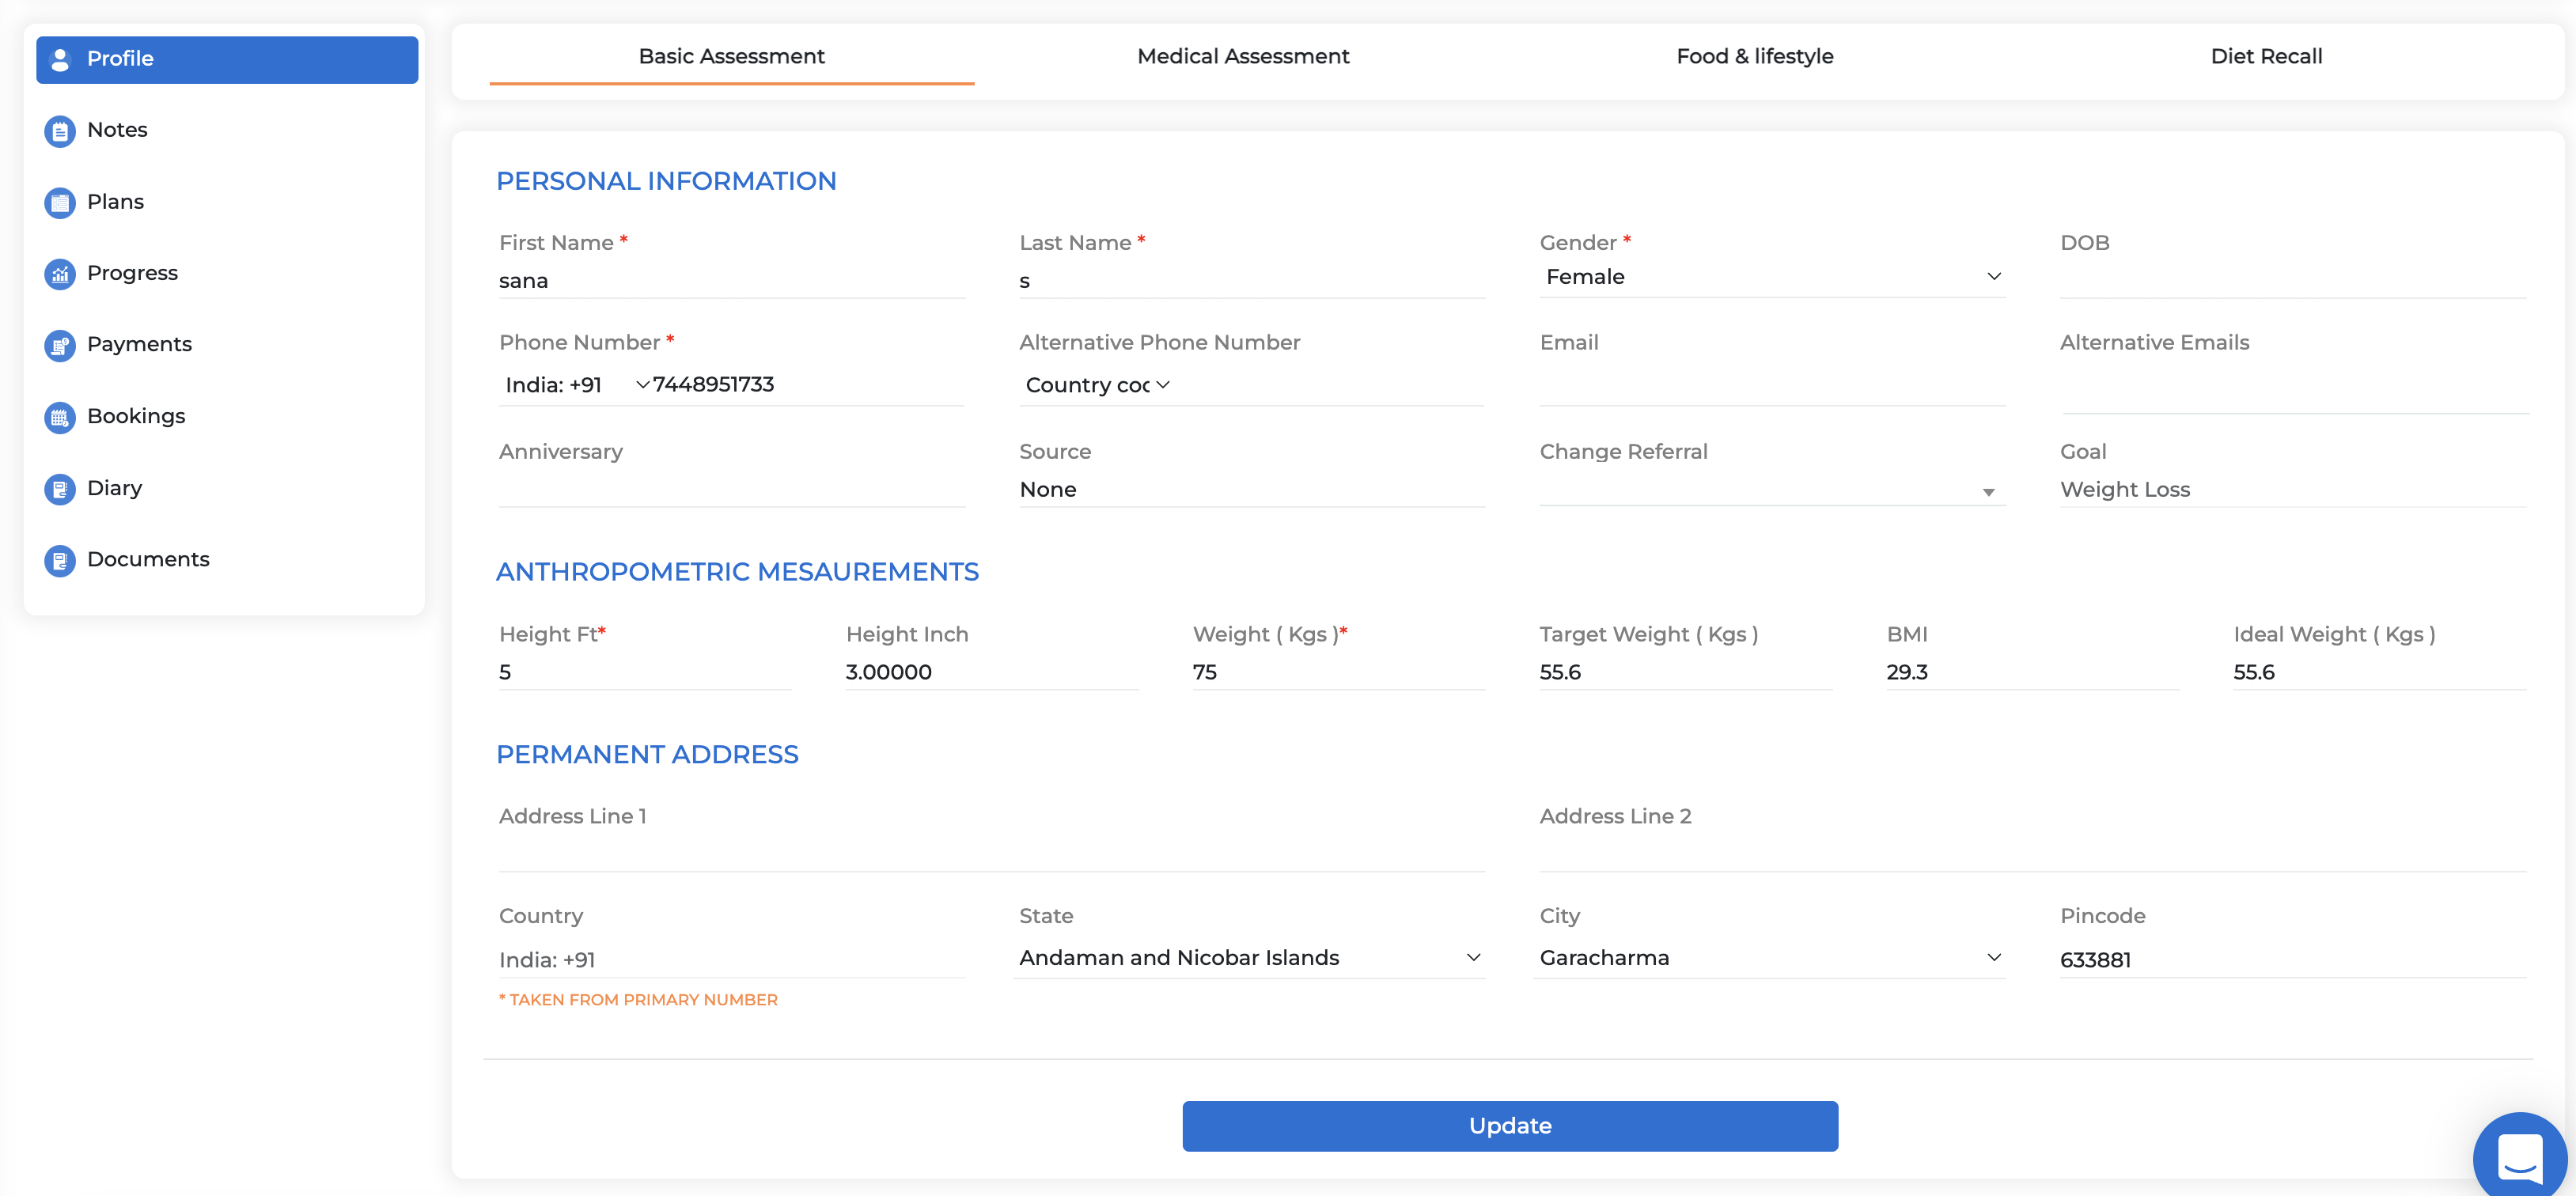 Profile
Notes
Plans
Progress
Payments
Bookings
Diary
Documents
Basic Assessment Medical Assessment Food & lifestyle Diet Recall
PERSONAL INFORMATION
First Name * Last Name * Gender * DOB
sana s Female
Phone Number * Alternative Phone Number Email Alternative Emails
India: +91 7448951733 Country coc
Anniversary Source Change Referral Goal
None Weight Loss
ANTHROPOMETRIC MESAUREMENTS
Height Ft* Height Inch Weight ( Kgs )* Target Weight ( Kgs ) BMI Ideal Weight ( Kgs )
5 3.00000 75 55.6 29.3 55.6
PERMANENT ADDRESS
Address Line 1 Address Line 2
Country State City Pincode
India: +91 Andaman and Nicobar Islands Garacharma 633881
* TAKEN FROM PRIMARY NUMBER
Update